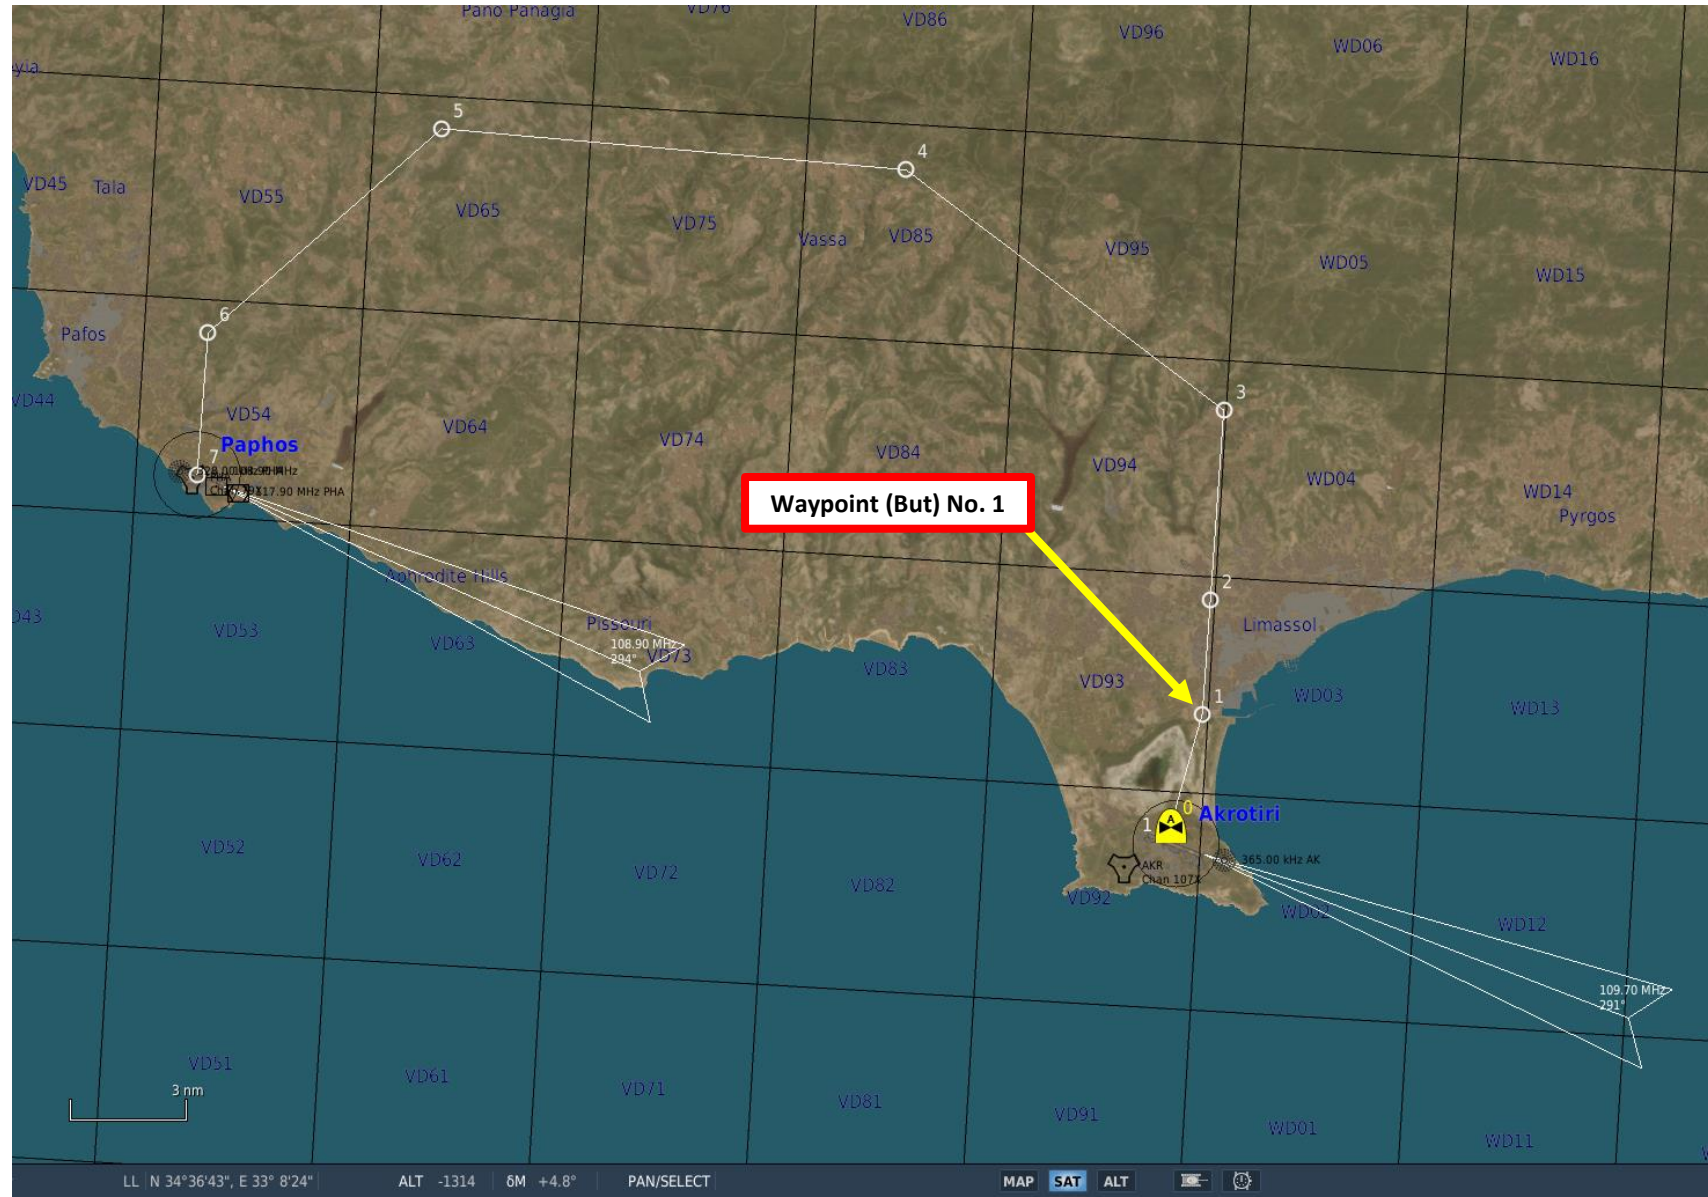 Pano Panagia
VD76
VD86
VD96
WD06
WD16
yia
5
4
VD45
Tala
VD55
VD65
VD75
Vassa
VD85
VD95
WD05
WD15
6
Pafos
3
VD44
VD54
VD64
VD74
VD84
VD94
WD04
WD14
Pyrgos
Paphos
7
PHA
317.90 MHz PHA
Waypoint (But) No. 1
Aphrodite Hills
2
D43
VD53
VD63
Pissouri
108.90 MHz
294°
VD73
VD83
VD93
Limassol
1
WD03
WD13
0
1
A
Akrotiri
VD52
VD62
VD72
VD82
VD92
AKR
Chan 107X
365.00 kHz AK
WD02
WD12
109.70 MHz
291°
VD51
VD61
VD71
VD81
VD91
WD01
WD11
3 nm
LL N 34°36'43", E 33° 8'24"
ALT -1314
δM +4.8°
PAN/SELECT
MAP
SAT
ALT